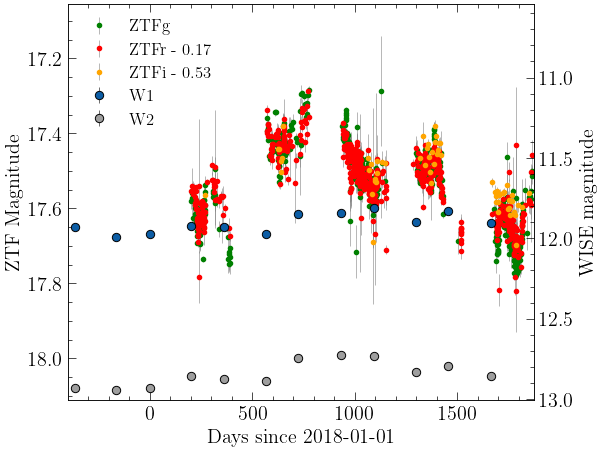 ZTFg
ZTFr - 0.17
ZTFi - 0.53
W1
W2
17.2
17.4
17.6
17.8
18.0
ZTF Magnitude
11.0
11.5
12.0
12.5
13.0
WISE magnitude
0
500
1000
1500
Days since 2018-01-01